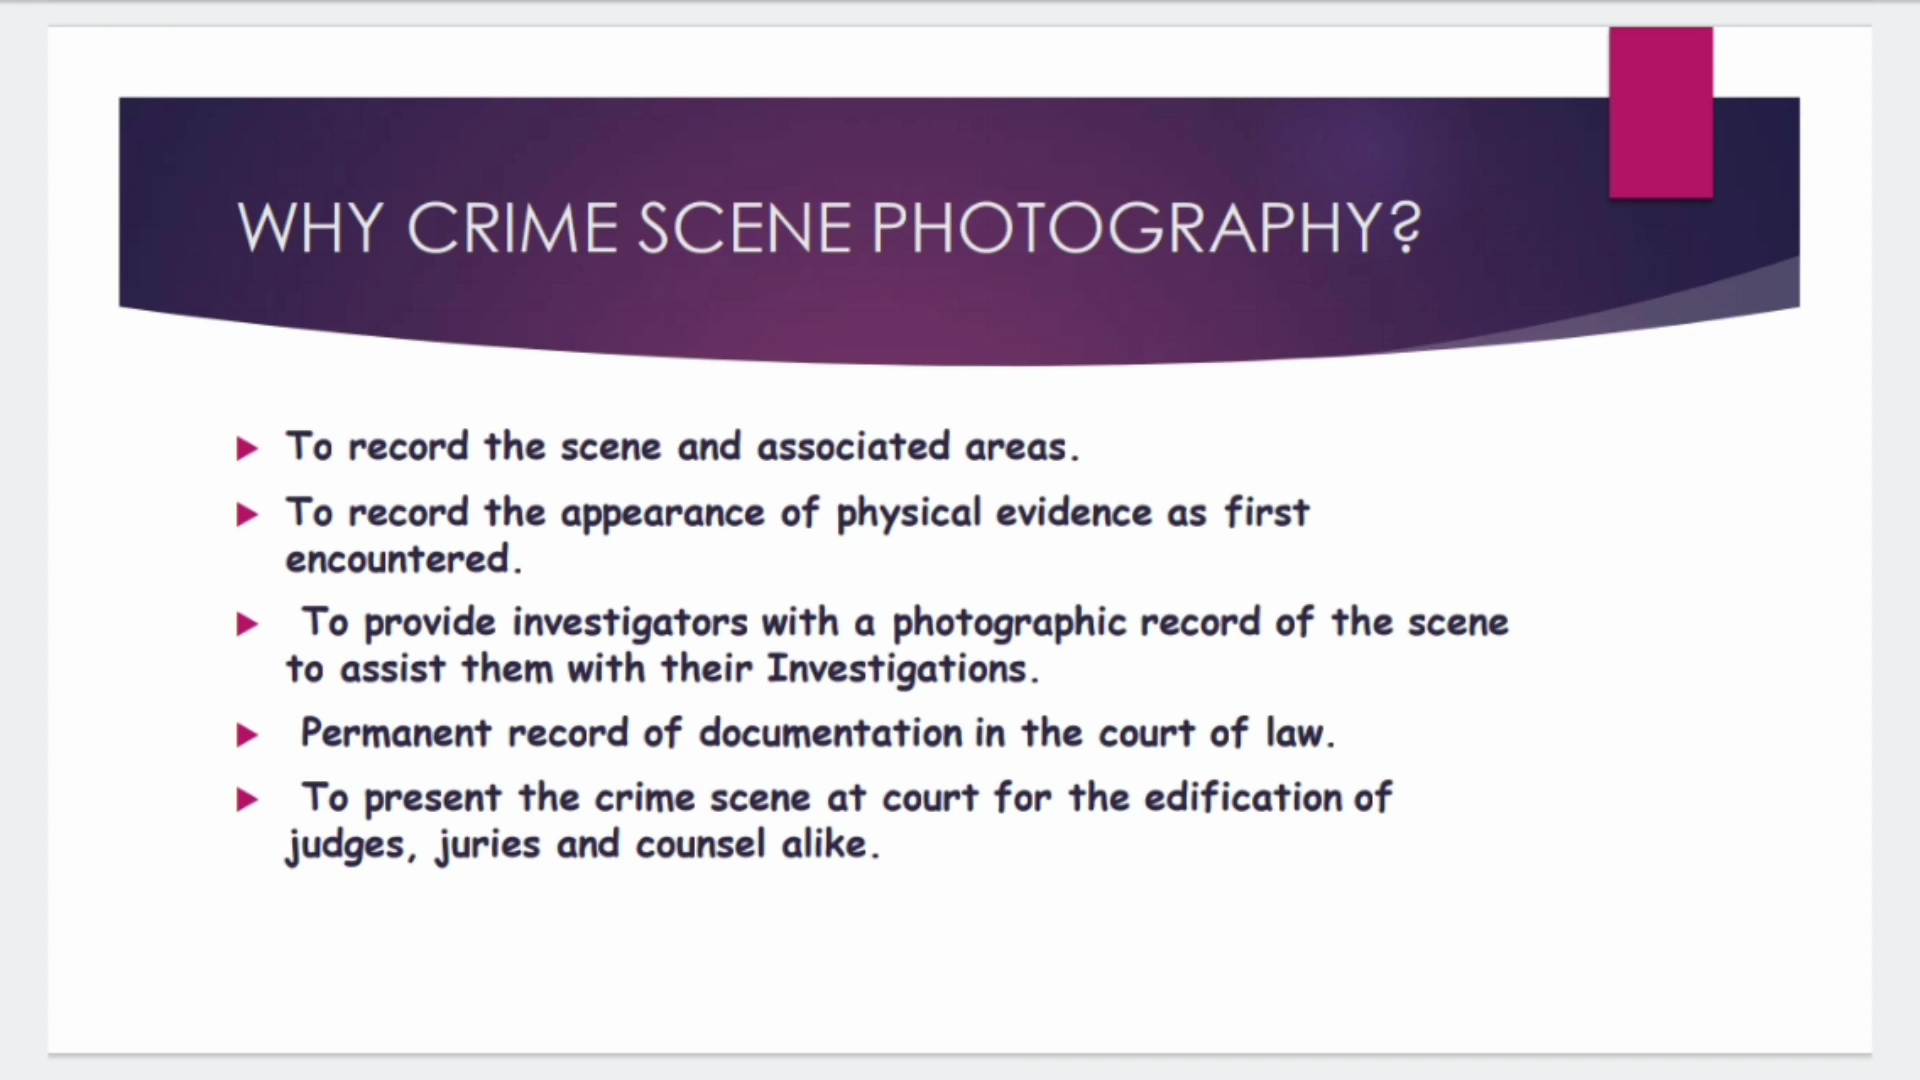 WHY CRIME SCENE PHOTOGRAPHY?
To record the scene and associated areas.
To record the appearance of physical evidence as first
encountered.
To provide investigators with a photographic record of the scene
to assist them with their Investigations.
Permanent record of documentation in the court of law.
To present the crime scene at court for the edification of
judges, juries and counsel alike.